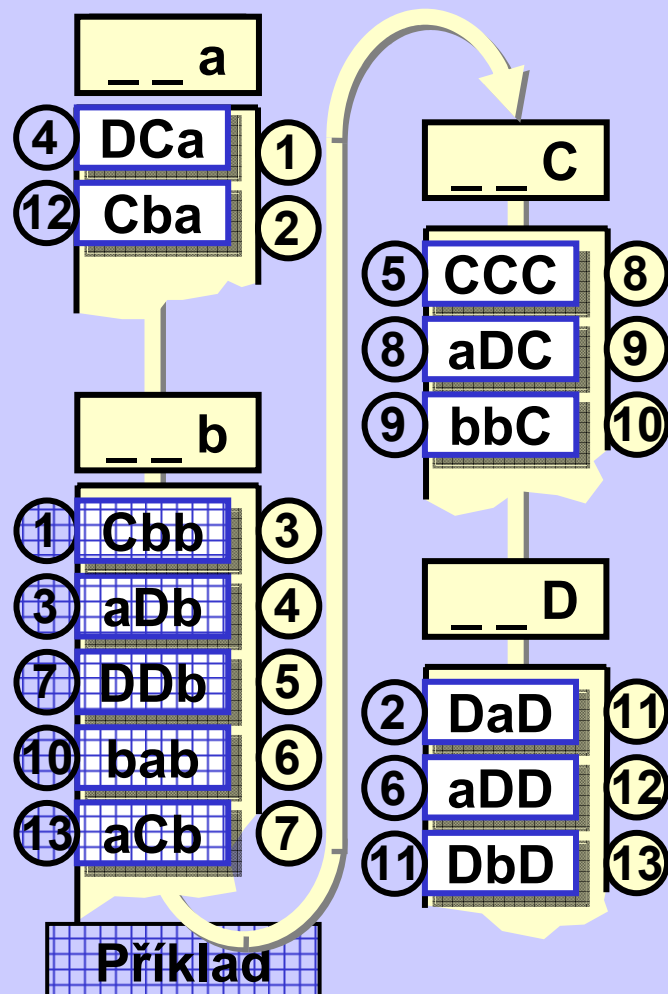 _ _ a
4 DCa 1
12 Cba 2
_ _ b
1 Cbb 3
3 aDb 4
7 DDb 5
10 bab 6
13 aCb 7
Příklad
_ _ C
5 CCC 8
8 aDC 9
9 bbC 10
_ _ D
2 DaD 11
6 aDD 12
11 DbD 13